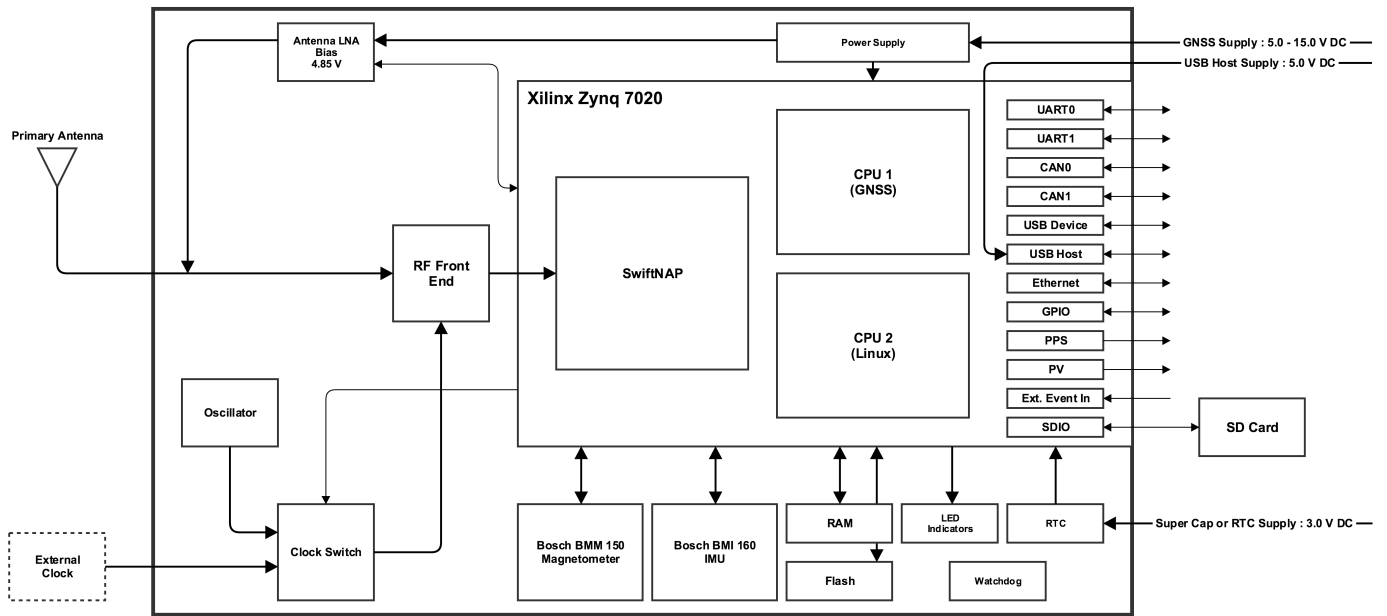 Antenna LNA
Bias
4.85 V
Power Supply
GNSS Supply : 5.0 - 15.0 V DC
USB Host Supply : 5.0 V DC
Xilinx Zynq 7020
Primary Antenna
UART0
UART1
CAN0
CAN1
USB Device
USB Host
Ethernet
GPIO
PPS
PV
Ext. Event In
SDIO
CPU 1
(GNSS)
SwiftNAP
RF Front
End
CPU 2
(Linux)
Oscillator
SD Card
External
Clock
Clock Switch
Bosch BMM 150
Magnetometer
Bosch BMI 160
IMU
RAM
Flash
LED
Indicators
RTC
Super Cap or RTC Supply : 3.0 V DC
Watchdog